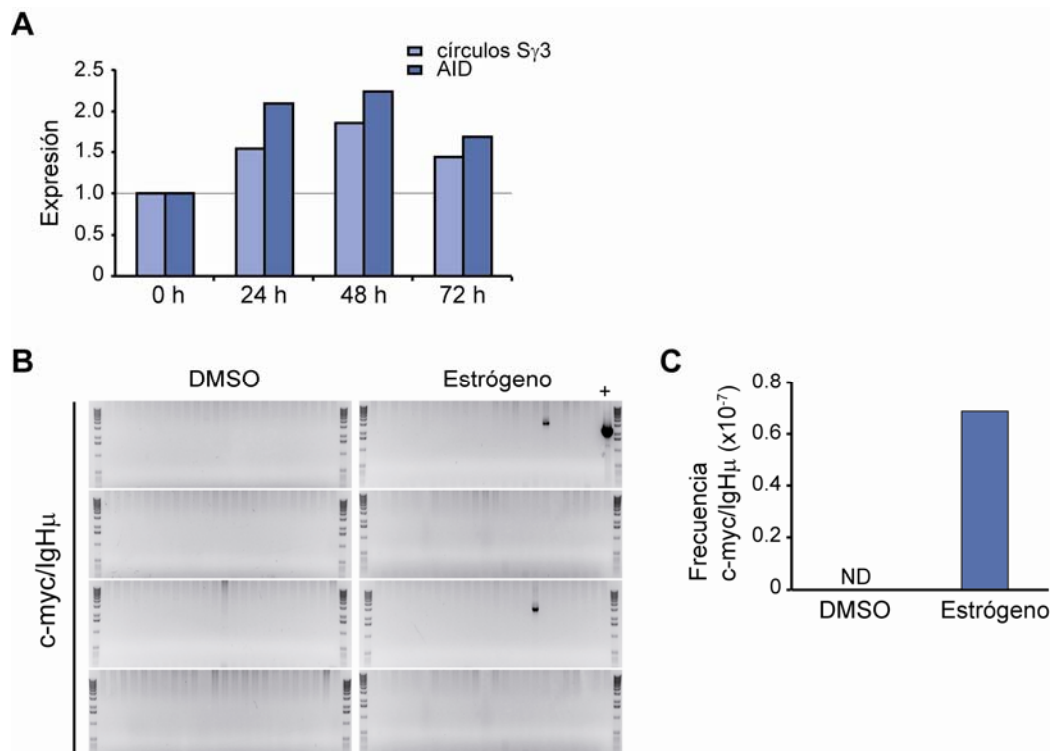 A
círculos Sγ3
AID
Expresión
2.5
2.0
1.5
1.0
0.5
0
0 h
24 h
48 h
72 h
B
DMSO
Estrógeno
+
c-myc/IgHμ
C
Frecuencia
c-myc/IgHμ (x10⁻⁷)
0.8
0.6
0.4
0.2
0
ND
DMSO
Estrógeno